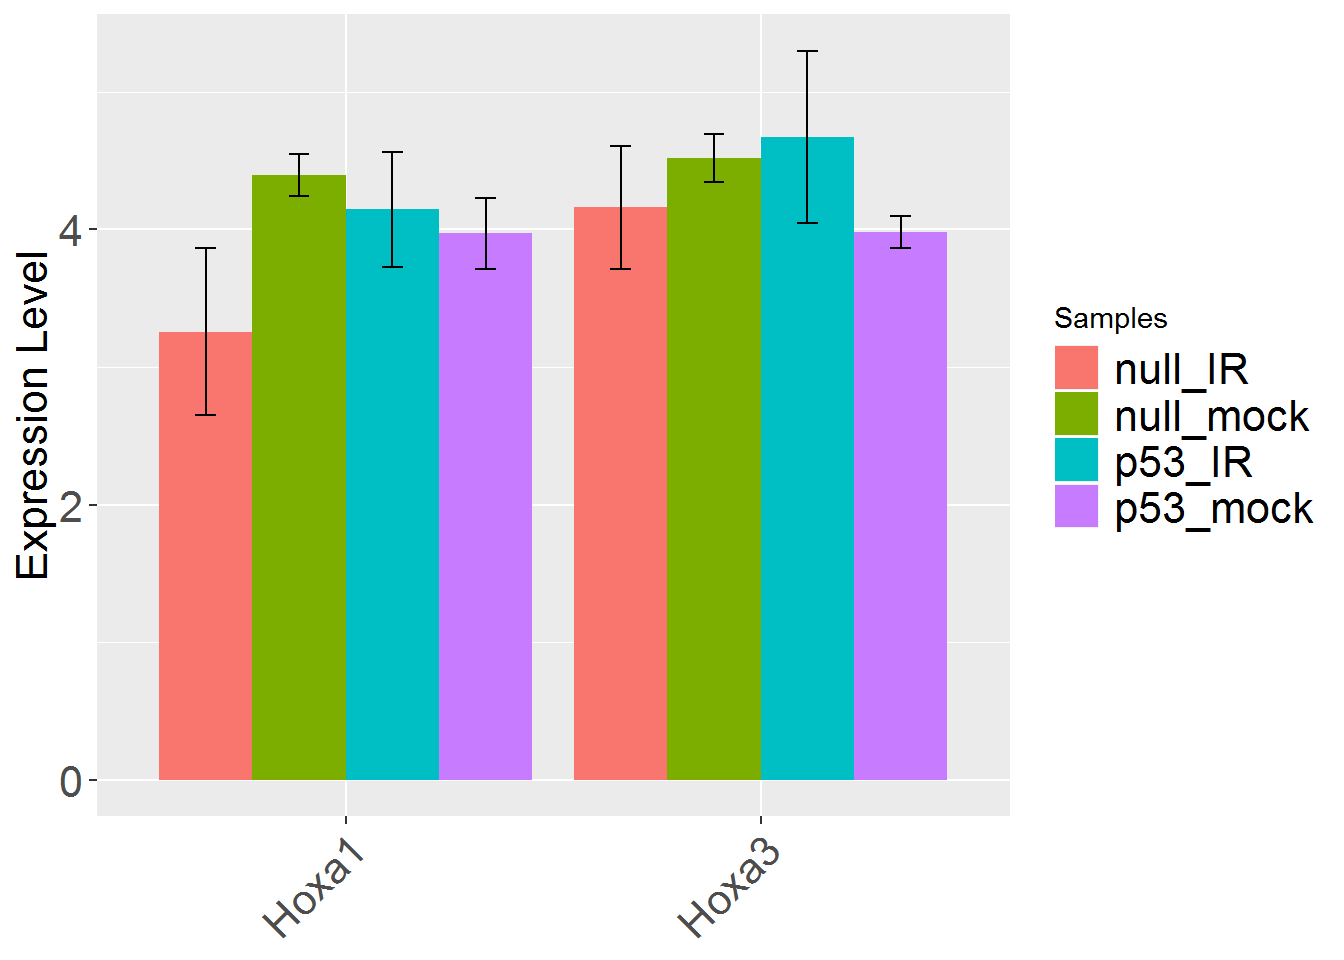 Expression Level
4
2
0
Hoxa1
Hoxa3
Samples
null_IR
null_mock
p53_IR
p53_mock